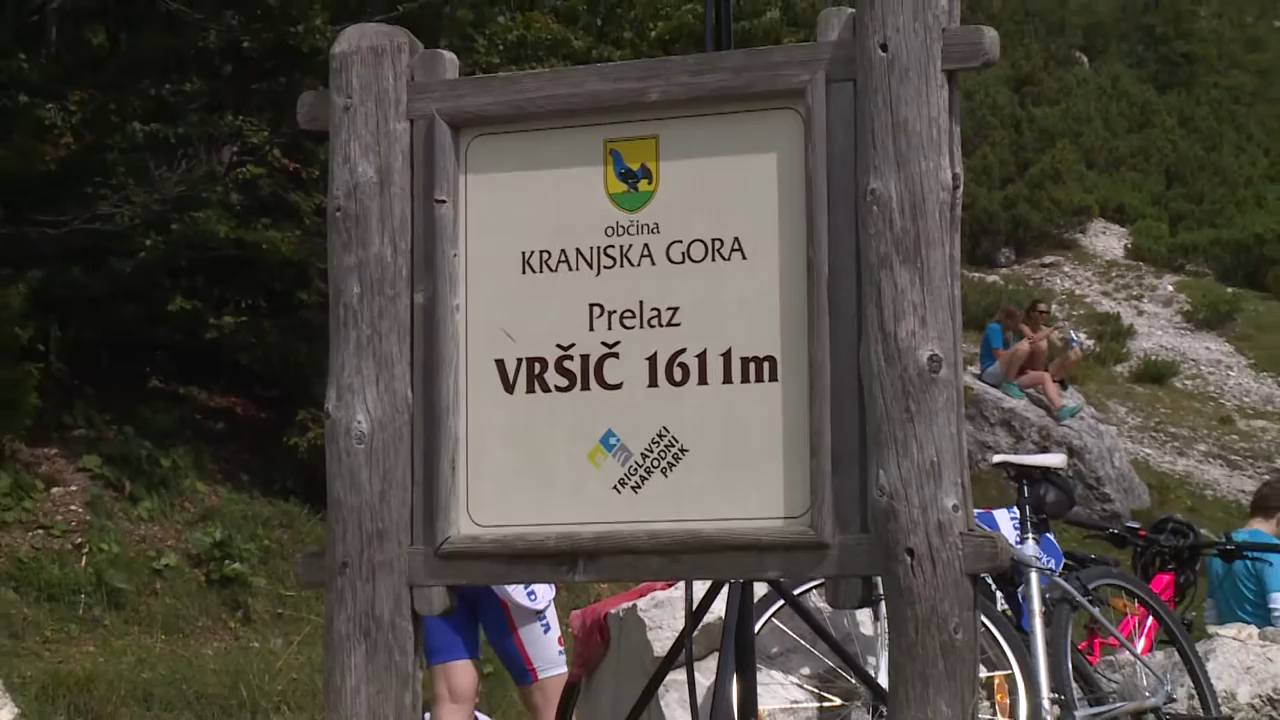 občina
KRANJSKA GORA
Prelaz
VRŠIČ 1611m
TRIGLAVSKI
NARODNI
PARK